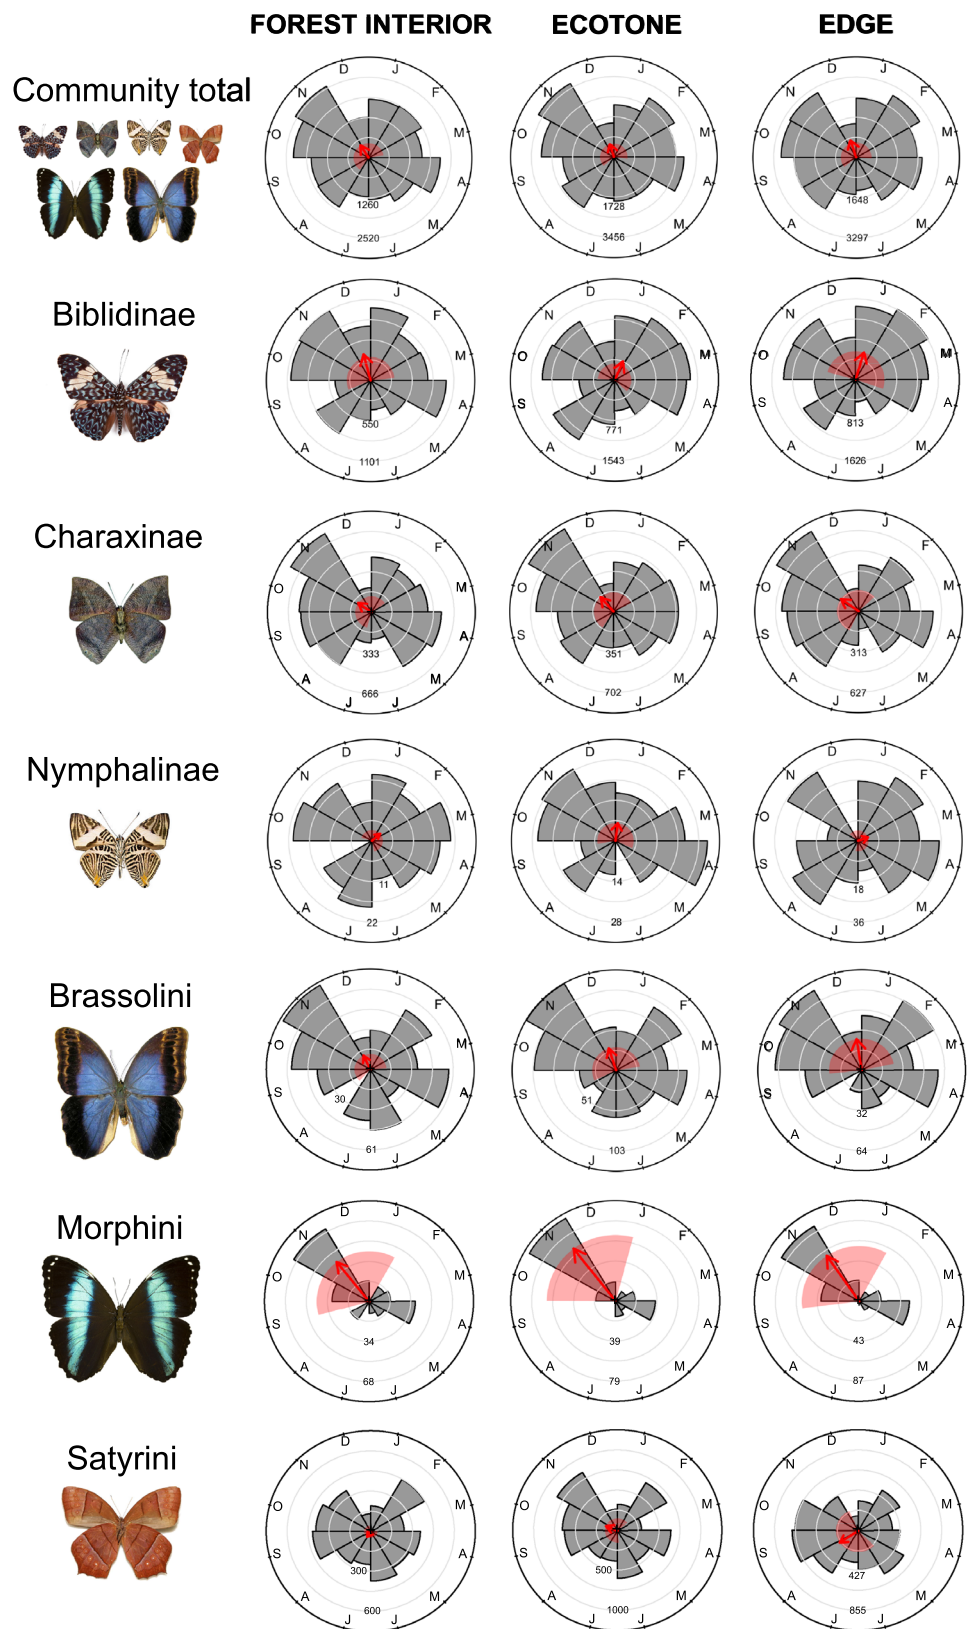 FOREST INTERIOR ECOTONE EDGE
Community total
D J F M A M J J A S O N
1260
2520
D J F M A M J J A S O N
1728
3456
D J F M A M J J A S O N
1648
3297
Biblidinae
D J F M A M J J A S O N
550
1101
D J F M A M J J A S O N
771
1543
D J F M A M J J A S O N
813
1626
Charaxinae
D J F M A M J J A S O N
333
666
D J F M A M J J A S O N
351
702
D J F M A M J J A S O N
313
627
Nymphalinae
D J F M A M J J A S O N
11
22
D J F M A M J J A S O N
14
28
D J F M A M J J A S O N
18
36
Brassolini
D J F M A M J J A S O N
30
61
D J F M A M J J A S O N
51
103
D J F M A M J J A S O N
32
64
Morphini
D J F M A M J J A S O N
34
68
D J F M A M J J A S O N
39
79
D J F M A M J J A S O N
43
87
Satyrini
D J F M A M J J A S O N
300
600
D J F M A M J J A S O N
500
1000
D J F M A M J J A S O N
427
855